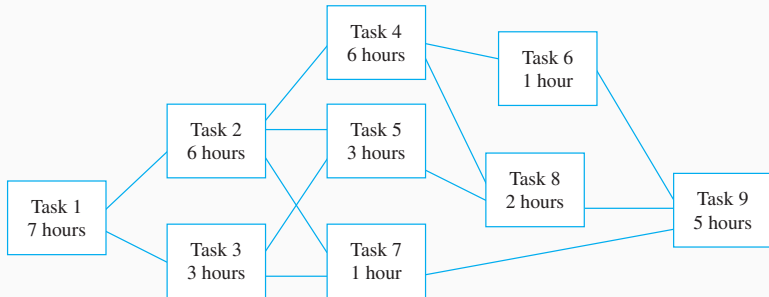 Task 4
6 hours
Task 6
1 hour
Task 2
6 hours
Task 5
3 hours
Task 8
2 hours
Task 1
7 hours
Task 9
5 hours
Task 3
3 hours
Task 7
1 hour